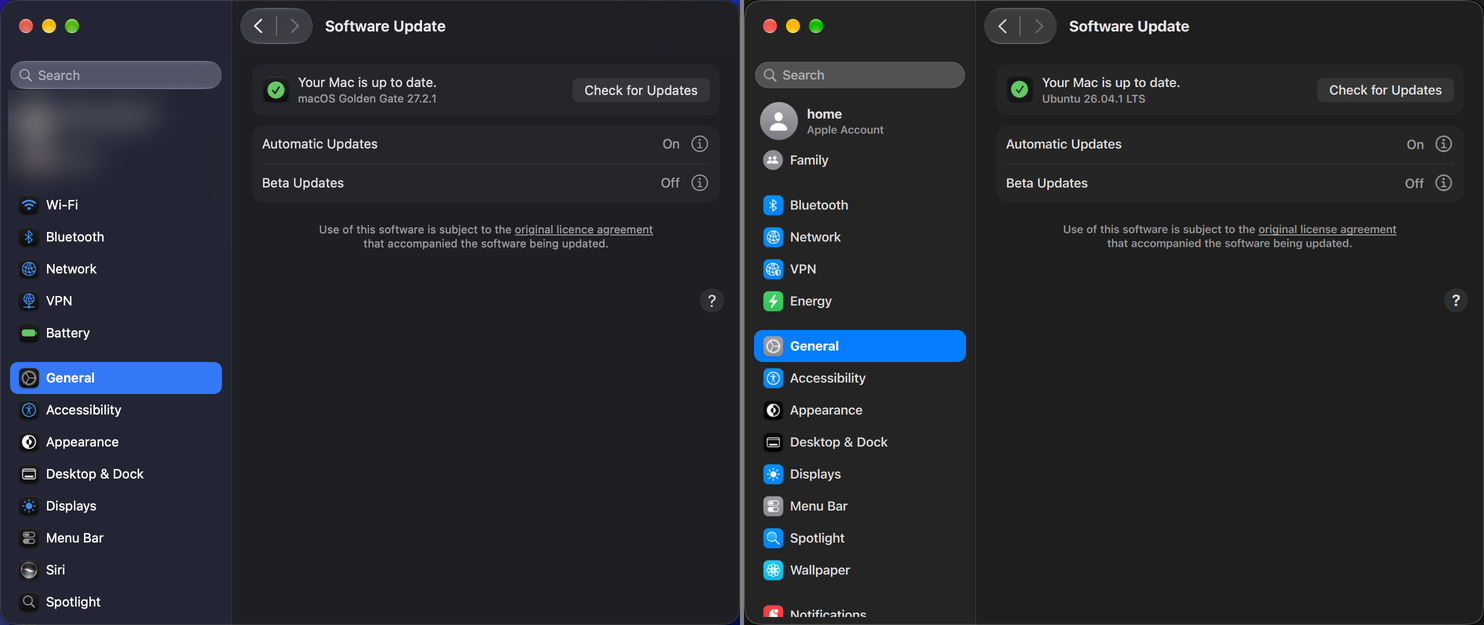 Software Update
Search
Your Mac is up to date.
macOS Golden Gate 27.2.1
Check for Updates
Automatic Updates
On
Beta Updates
Off
Use of this software is subject to the original licence agreement
that accompanied the software being updated.
?
Wi-Fi
Bluetooth
Network
VPN
Battery
General
Accessibility
Appearance
Desktop & Dock
Displays
Menu Bar
Siri
Spotlight
Software Update
Search
home
Apple Account
Family
Bluetooth
Network
VPN
Energy
General
Accessibility
Appearance
Desktop & Dock
Displays
Menu Bar
Spotlight
Wallpaper
Notifications
Your Mac is up to date.
Ubuntu 26.04.1 LTS
Check for Updates
Automatic Updates
On
Beta Updates
Off
Use of this software is subject to the original license agreement
that accompanied the software being updated.
?